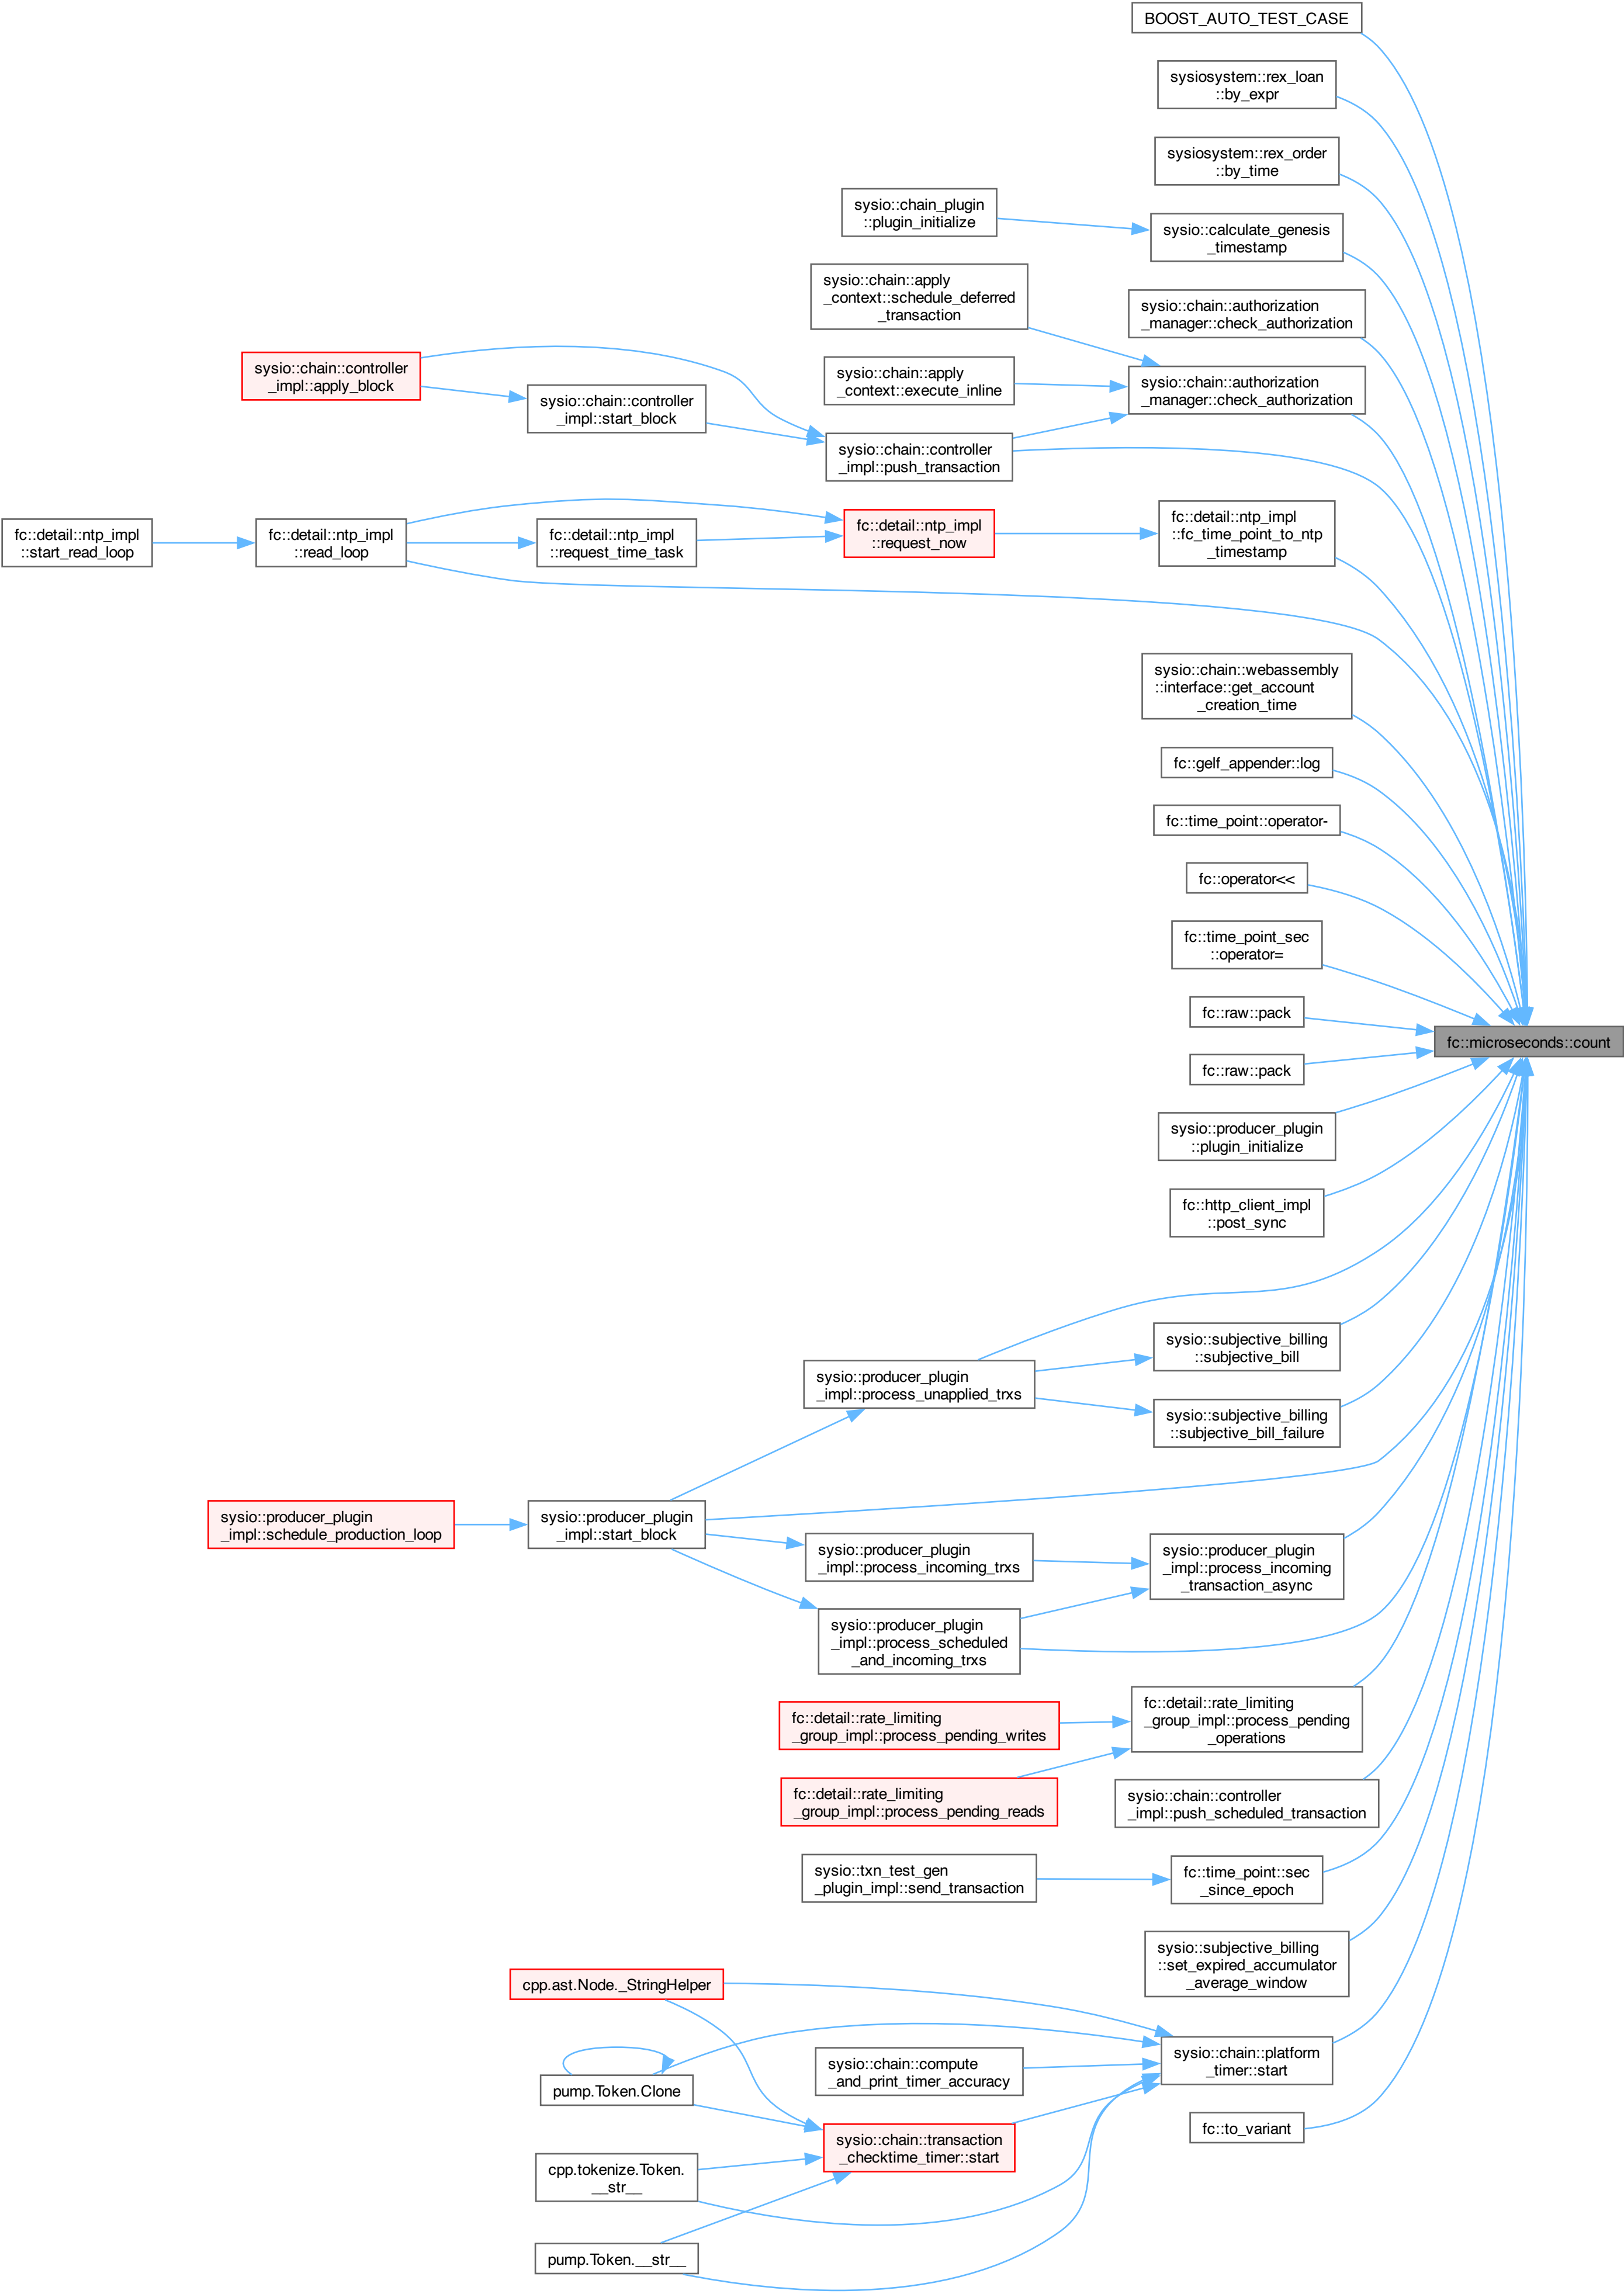 BOOST_AUTO_TEST_CASE
sysiosystem::rex_loan
::by_expr
sysiosystem::rex_order
::by_time
sysio::chain_plugin
::plugin_initialize
sysio::calculate_genesis
_timestamp
sysio::chain::apply
_context::schedule_deferred
_transaction
sysio::chain::authorization
_manager::check_authorization
sysio::chain::controller
_impl::apply_block
sysio::chain::apply
_context::execute_inline
sysio::chain::authorization
_manager::check_authorization
sysio::chain::controller
_impl::start_block
sysio::chain::controller
_impl::push_transaction
fc::detail::ntp_impl
::start_read_loop
fc::detail::ntp_impl
::read_loop
fc::detail::ntp_impl
::request_time_task
fc::detail::ntp_impl
::request_now
fc::detail::ntp_impl
::fc_time_point_to_ntp
_timestamp
sysio::chain::webassembly
::interface::get_account
_creation_time
fc::gelf_appender::log
fc::time_point::operator-
fc::operator<<
fc::time_point_sec
::operator=
fc::raw::pack
fc::microseconds::count
fc::raw::pack
sysio::producer_plugin
::plugin_initialize
fc::http_client_impl
::post_sync
sysio::subjective_billing
::subjective_bill
sysio::producer_plugin
_impl::process_unapplied_trxs
sysio::subjective_billing
::subjective_bill_failure
sysio::producer_plugin
_impl::schedule_production_loop
sysio::producer_plugin
_impl::start_block
sysio::producer_plugin
_impl::process_incoming_trxs
sysio::producer_plugin
_impl::process_incoming
_transaction_async
sysio::producer_plugin
_impl::process_scheduled
_and_incoming_trxs
fc::detail::rate_limiting
_group_impl::process_pending_writes
fc::detail::rate_limiting
_group_impl::process_pending
_operations
fc::detail::rate_limiting
_group_impl::process_pending_reads
sysio::chain::controller
_impl::push_scheduled_transaction
sysio::txn_test_gen
_plugin_impl::send_transaction
fc::time_point::sec
_since_epoch
sysio::subjective_billing
::set_expired_accumulator
_average_window
cpp.ast.Node._StringHelper
sysio::chain::platform
_timer::start
sysio::chain::compute
_and_print_timer_accuracy
pump.Token.Clone
fc::to_variant
sysio::chain::transaction
_checktime_timer::start
cpp.tokenize.Token.
__str__
pump.Token.__str__